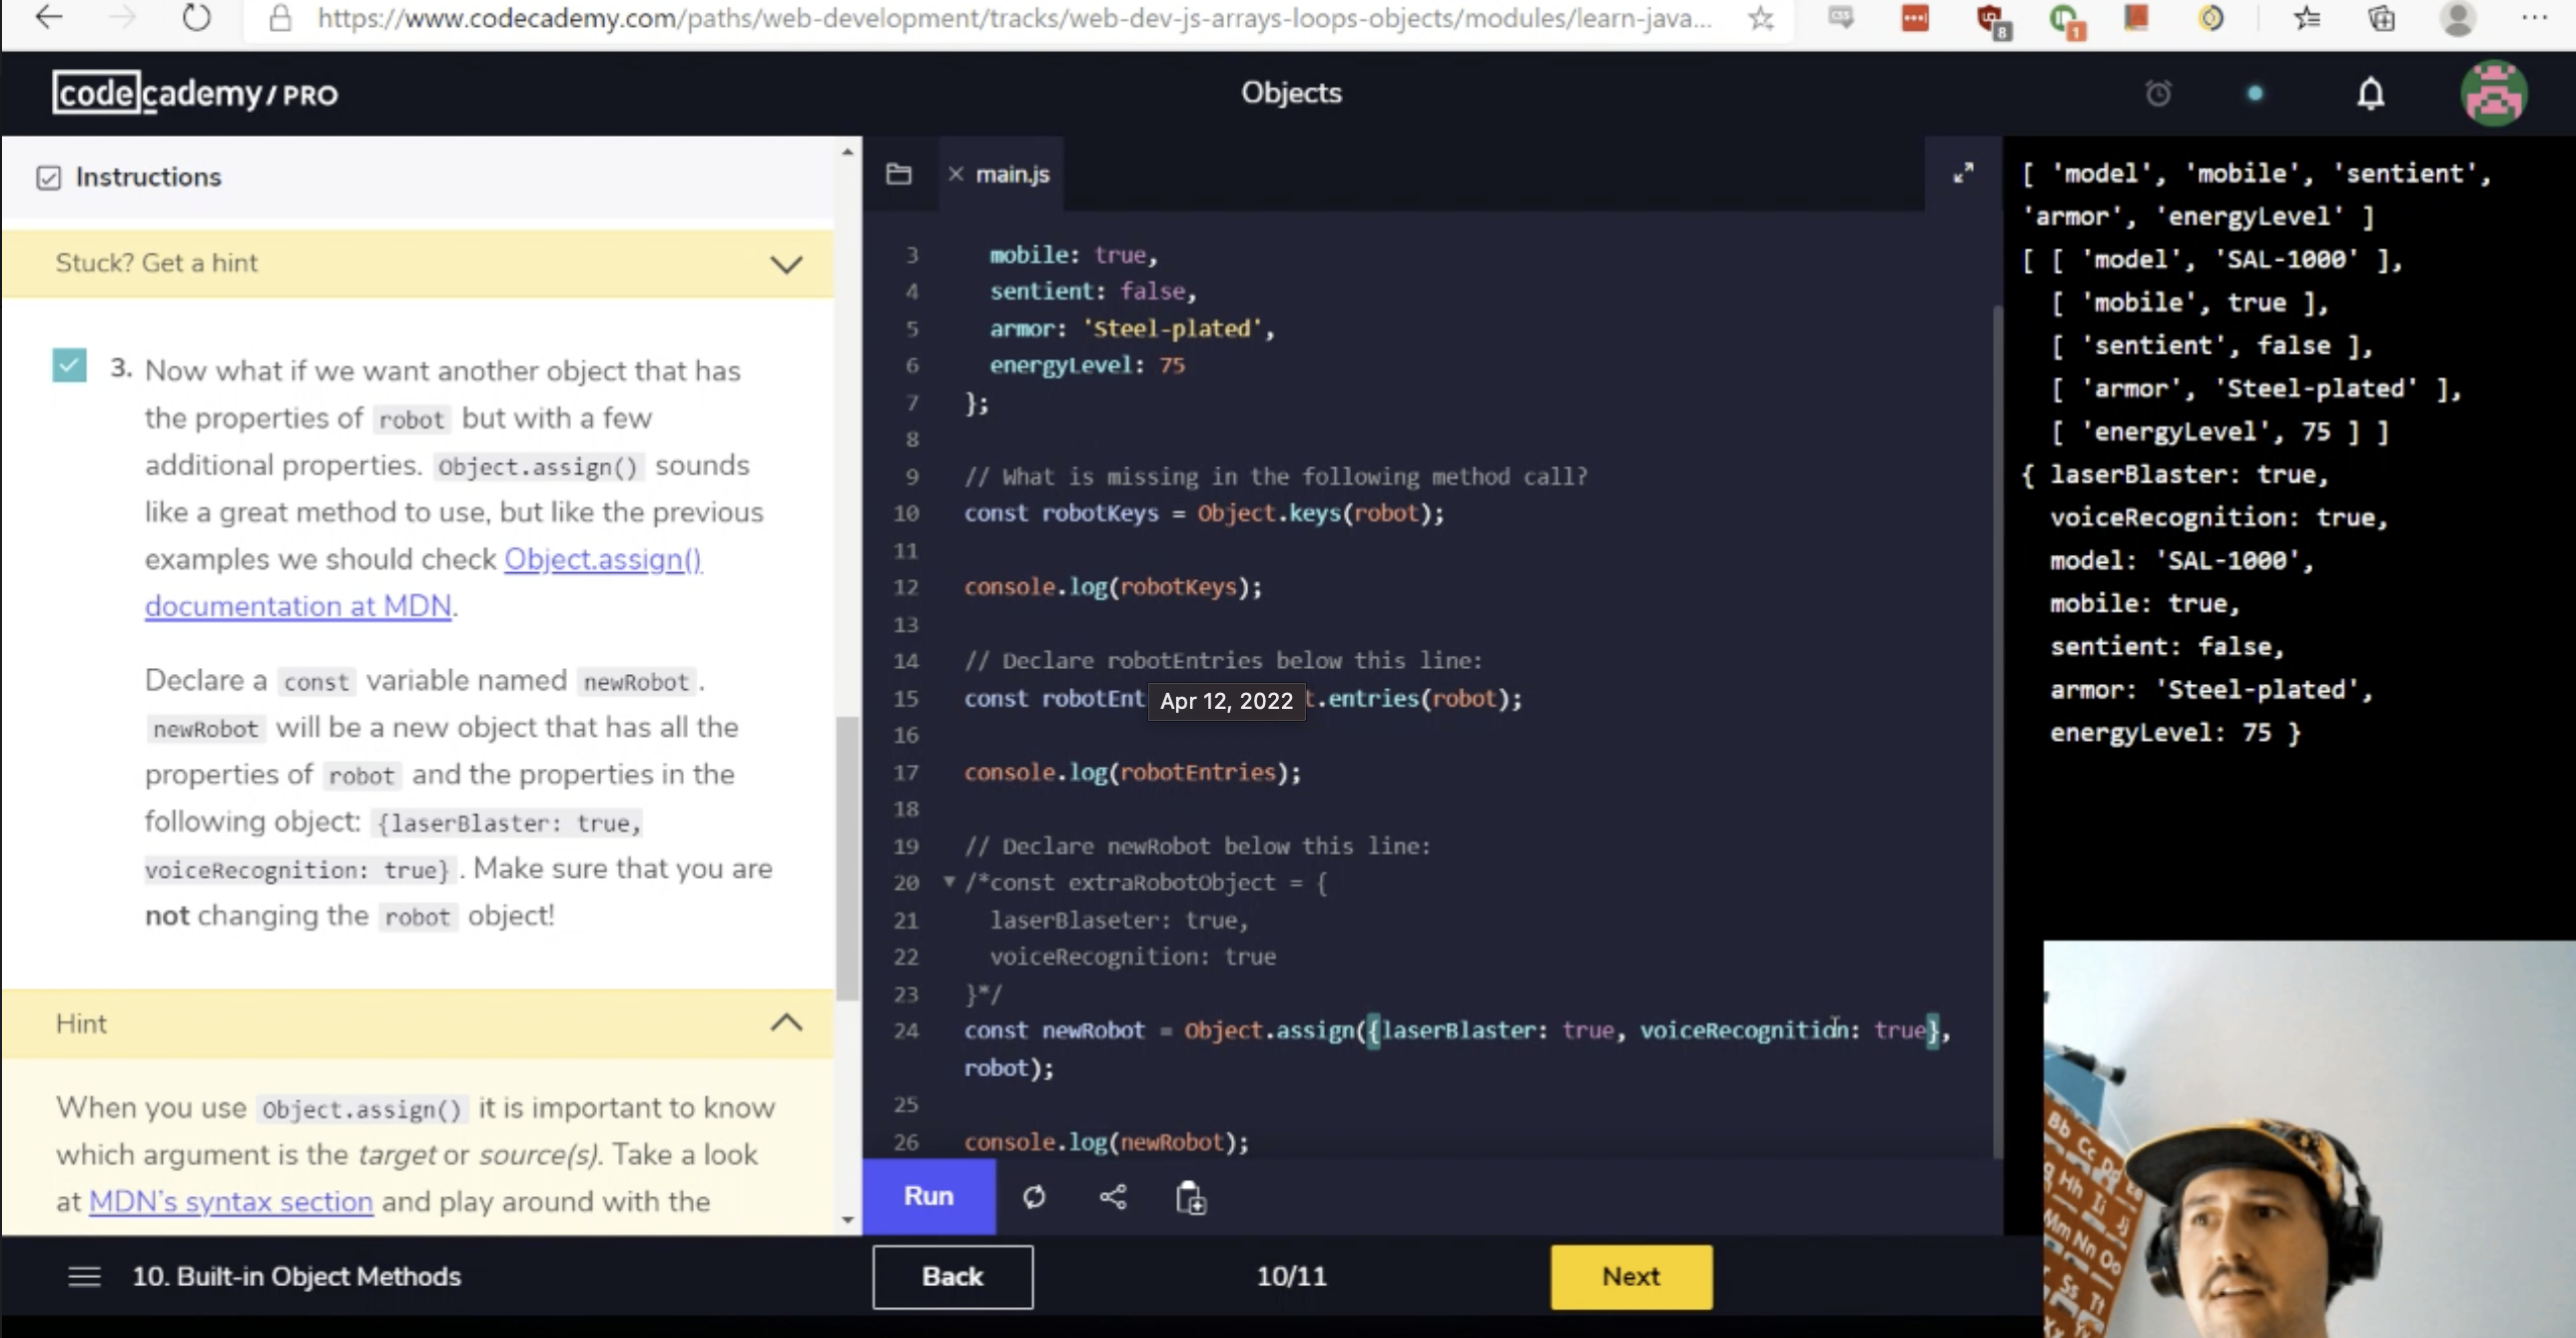 https://www.codecademy.com/paths/web-development/tracks/web-dev-js-arrays-loops-objects/modules/learn-java...
8
1
codecademy / PRO
Objects
Instructions
Stuck? Get a hint
3. Now what if we want another object that has
the properties of robot but with a few
additional properties. Object.assign() sounds
like a great method to use, but like the previous
examples we should check Object.assign()
documentation at MDN.
Declare a const variable named newRobot.
newRobot will be a new object that has all the
properties of robot and the properties in the
following object: {laserBlaster: true,
voiceRecognition: true}. Make sure that you are
not changing the robot object!
Hint
When you use Object.assign() it is important to know
which argument is the target or source(s). Take a look
at MDN's syntax section and play around with the
main.js
3 mobile: true,
4 sentient: false,
5 armor: 'Steel-plated',
6 energyLevel: 75
7 };
8
9 // What is missing in the following method call?
10 const robotKeys = Object.keys(robot);
11
12 console.log(robotKeys);
13
14 // Declare robotEntries below this line:
15 const robotEnt Apr 12, 2022 t.entries(robot);
16
17 console.log(robotEntries);
18
19 // Declare newRobot below this line:
20 /*const extraRobotObject = {
21 laserBlaseter: true,
22 voiceRecognition: true
23 }*/
24 const newRobot = Object.assign({laserBlaster: true, voiceRecognition: true},
robot);
25
26 console.log(newRobot);
Run
[ 'model', 'mobile', 'sentient',
'armor', 'energyLevel' ]
[ [ 'model', 'SAL-1000' ],
[ 'mobile', true ],
[ 'sentient', false ],
[ 'armor', 'Steel-plated' ],
[ 'energyLevel', 75 ] ]
{ laserBlaster: true,
voiceRecognition: true,
model: 'SAL-1000',
mobile: true,
sentient: false,
armor: 'Steel-plated',
energyLevel: 75 }
Bb Cc Dd
Hh Ii Jj
Mm Nn Oo
Ss Tt
10. Built-in Object Methods
Back
10/11
Next